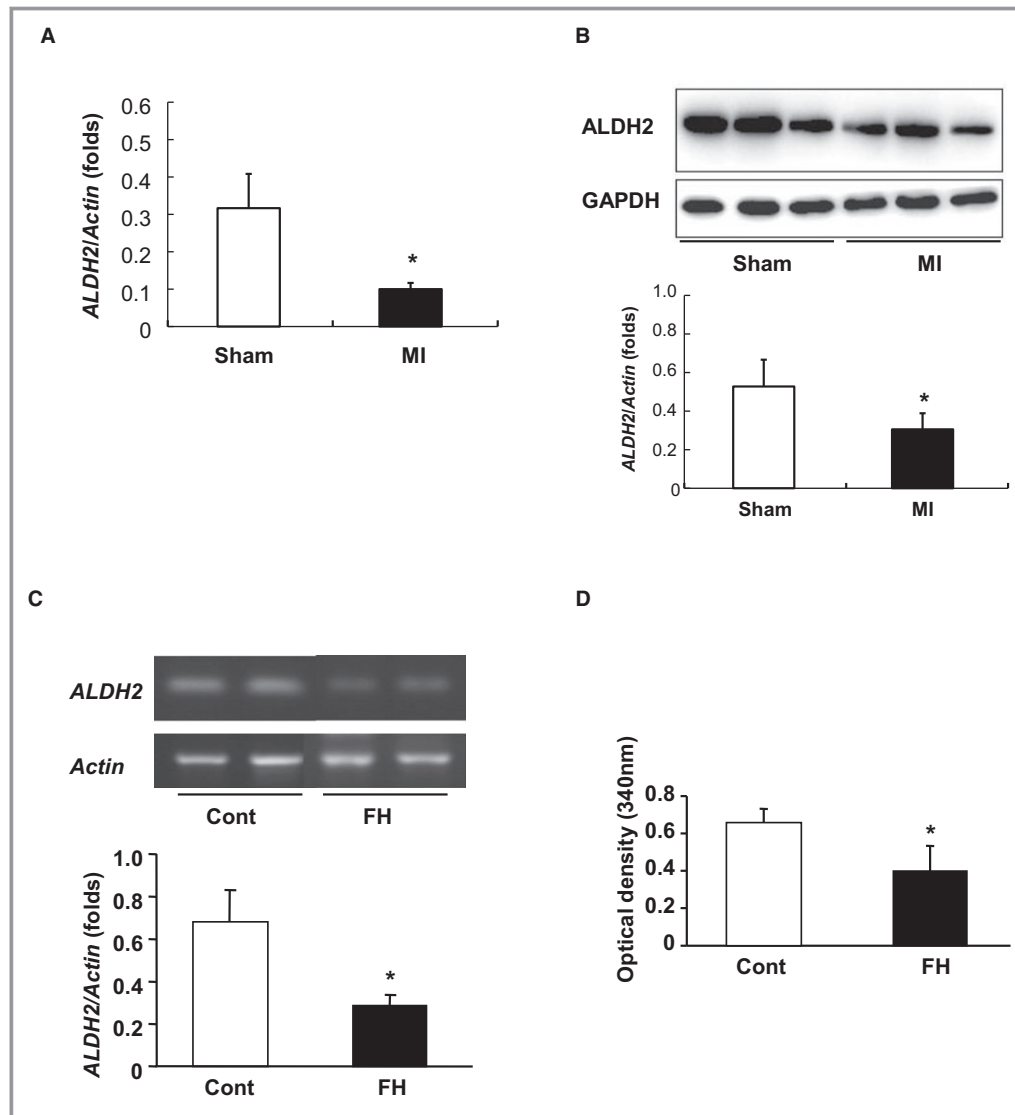 A
ALDH2/Actin (folds)
0.6
0.5
0.4
0.3
0.2
0.1
0
*
Sham MI
B
ALDH2
GAPDH
Sham MI
ALDH2/Actin (folds)
1.0
0.8
0.6
0.4
0.2
0
*
Sham MI
C
ALDH2
Actin
Cont FH
ALDH2/Actin (folds)
1.0
0.8
0.6
0.4
0.2
0
*
Cont FH
D
Optical density (340nm)
0.8
0.6
0.4
0.2
0
*
Cont FH